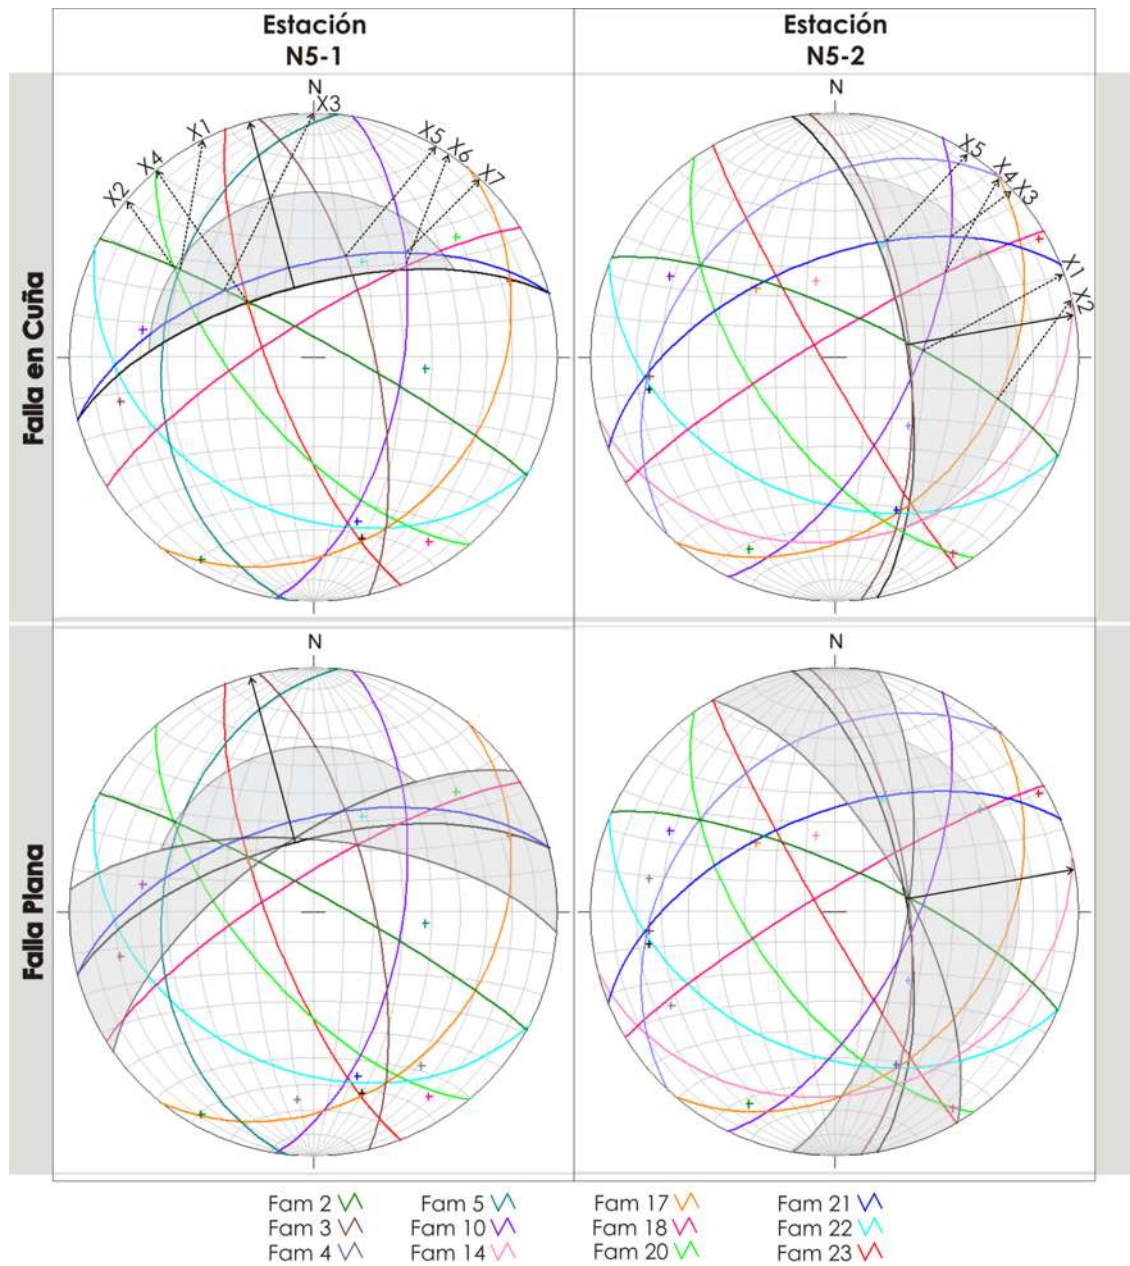 Estación
N5-1
Estación
N5-2
Falla en Cuña
N
X2
X4
X1
X3
X5
X6
X7
N
X5
X4
X3
X1
X2
Falla Plana
N
N
Fam 2
Fam 5
Fam 17
Fam 21
Fam 3
Fam 10
Fam 18
Fam 22
Fam 4
Fam 14
Fam 20
Fam 23